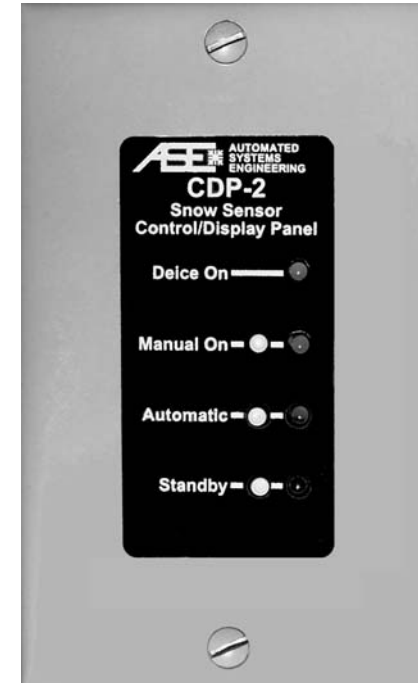 ASE AUTOMATED
SYSTEMS
ENGINEERING
CDP-2
Snow Sensor
Control/Display Panel
Deice On
Manual On
Automatic
Standby